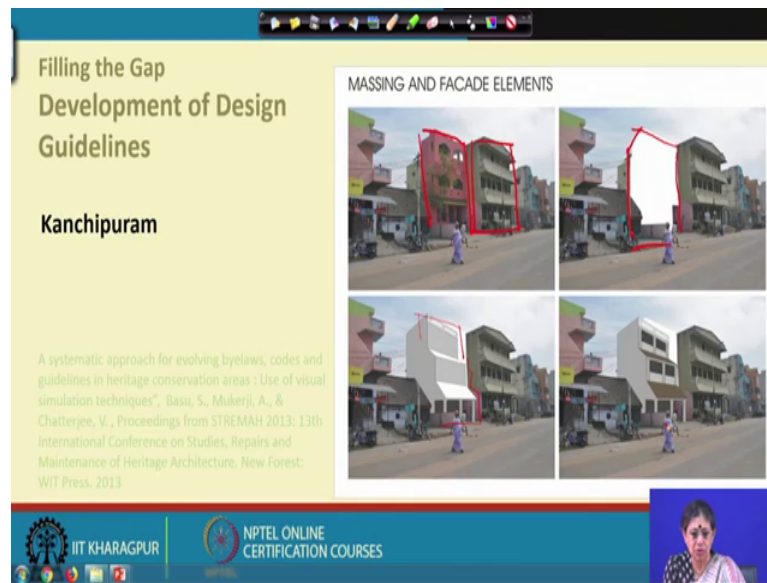 Filling the Gap
Development of Design
Guidelines
Kanchipuram
A systematic approach for evolving byelaws, codes and
guidelines in heritage conservation areas : Use of visual
simulation techniques", Basu, S., Mukerji, A., &
Chatterjee, V. , Proceedings from STREMAH 2013: 13th
International Conference on Studies, Repairs and
Maintenance of Heritage Architecture. New Forest:
WIT Press. 2013
MASSING AND FACADE ELEMENTS
IIT KHARAGPUR
NPTEL ONLINE
CERTIFICATION COURSES